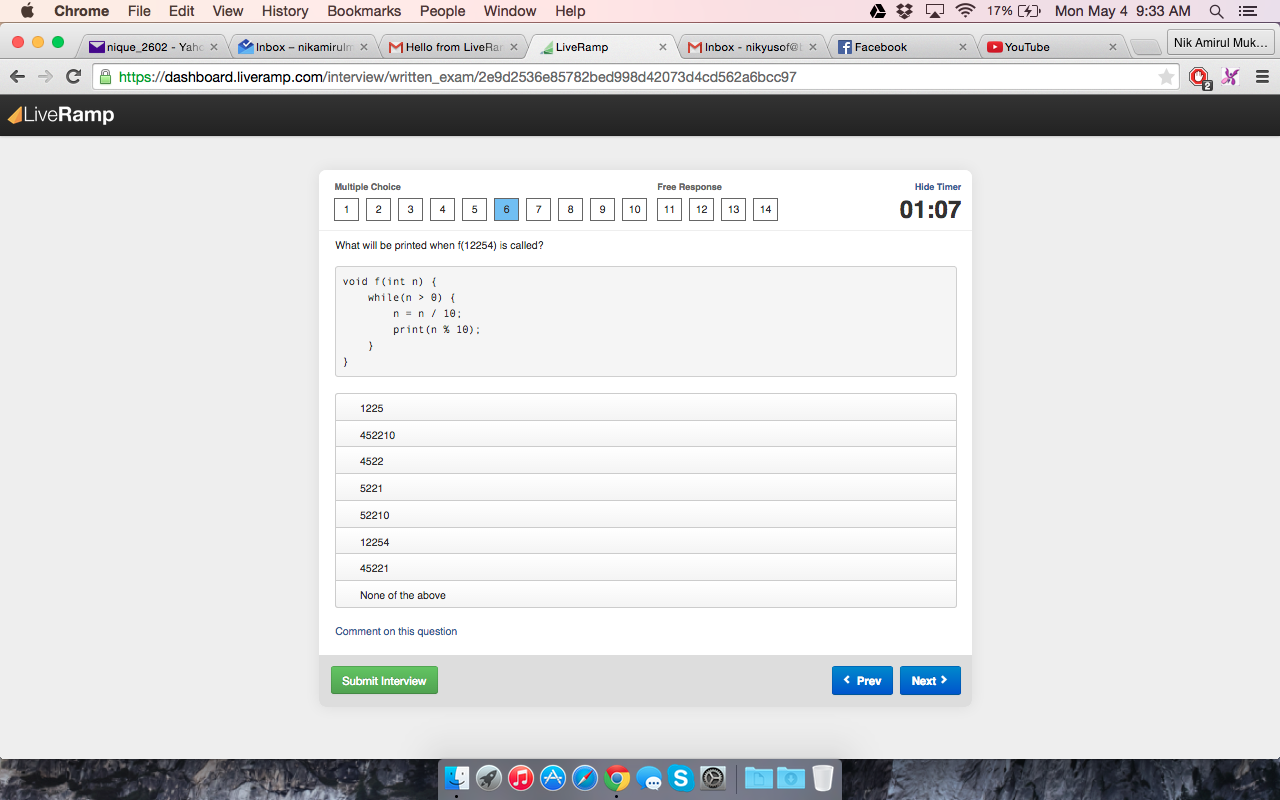 Chrome File Edit View History Bookmarks People Window Help 17% Mon May 4 9:33 AM
nique_2602 - Yaho Inbox – nikamirulm Hello from LiveRam LiveRamp Inbox - nikyusof@ Facebook YouTube Nik Amirul Muk...
https://dashboard.liveramp.com/interview/written_exam/2e9d2536e85782bed998d42073d4cd562a6bcc97 2
LiveRamp
Multiple Choice Free Response Hide Timer
1 2 3 4 5 6 7 8 9 10 11 12 13 14 01:07
What will be printed when f(12254) is called?
void f(int n) {
while(n > 0) {
n = n / 10;
print(n % 10);
}
}
1225
452210
4522
5221
52210
12254
45221
None of the above
Comment on this question
Submit Interview Prev Next